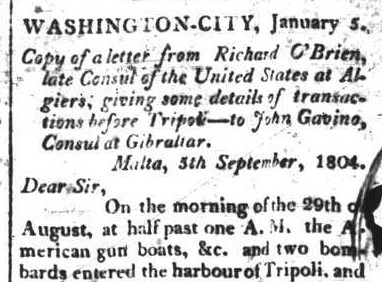 WASHINGTON-CITY, January 5.
Copy of a letter from Richard O'Brien,
late Consul of the United States at Al-
giers, giving some details of transac-
tions before Tripoli—to John Gavino,
Consul at Gibraltar.
Malta, 5th September, 1804.
Dear Sir,
On the morning of the 29th
August, at half past one A. M. the A-
merican gun boats, &c. and two bom-
bards entered the harbour of Tripoli, and